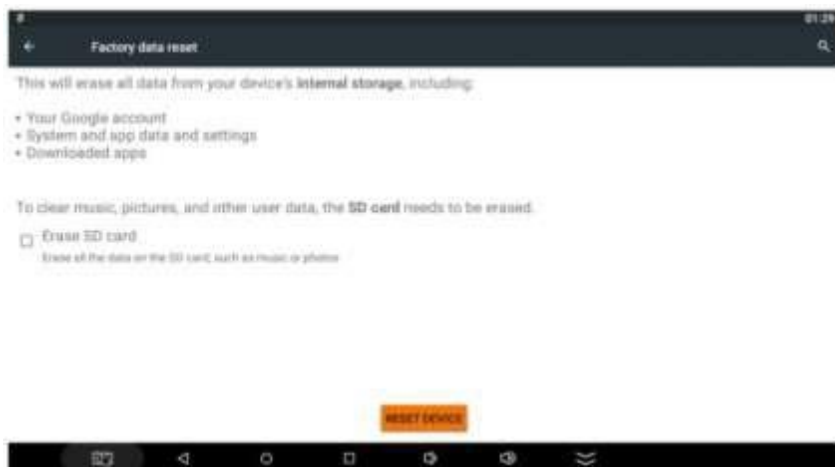 01:29
Factory data reset
This will erase all data from your device's internal storage, including:
• Your Google account
• System and app data and settings
• Downloaded apps
To clear music, pictures, and other user data, the SD card needs to be erased.
Erase SD card
Erase all the data on the SD card, such as music or photos
RESET DEVICE